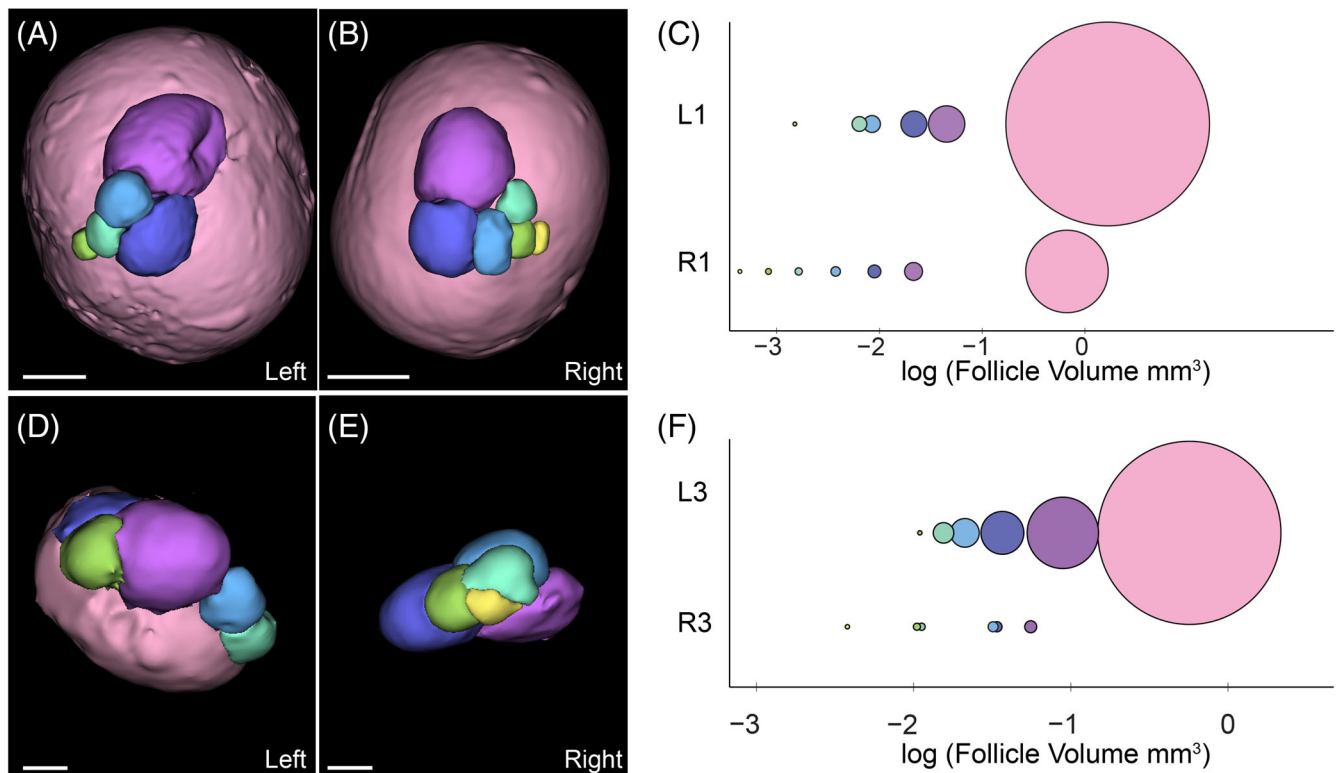 (A)
Left
(B)
Right
(C)
L1
R1
−3 −2 −1 0
log (Follicle Volume mm³)
(D)
Left
(E)
Right
(F)
L3
R3
−3 −2 −1 0
log (Follicle Volume mm³)